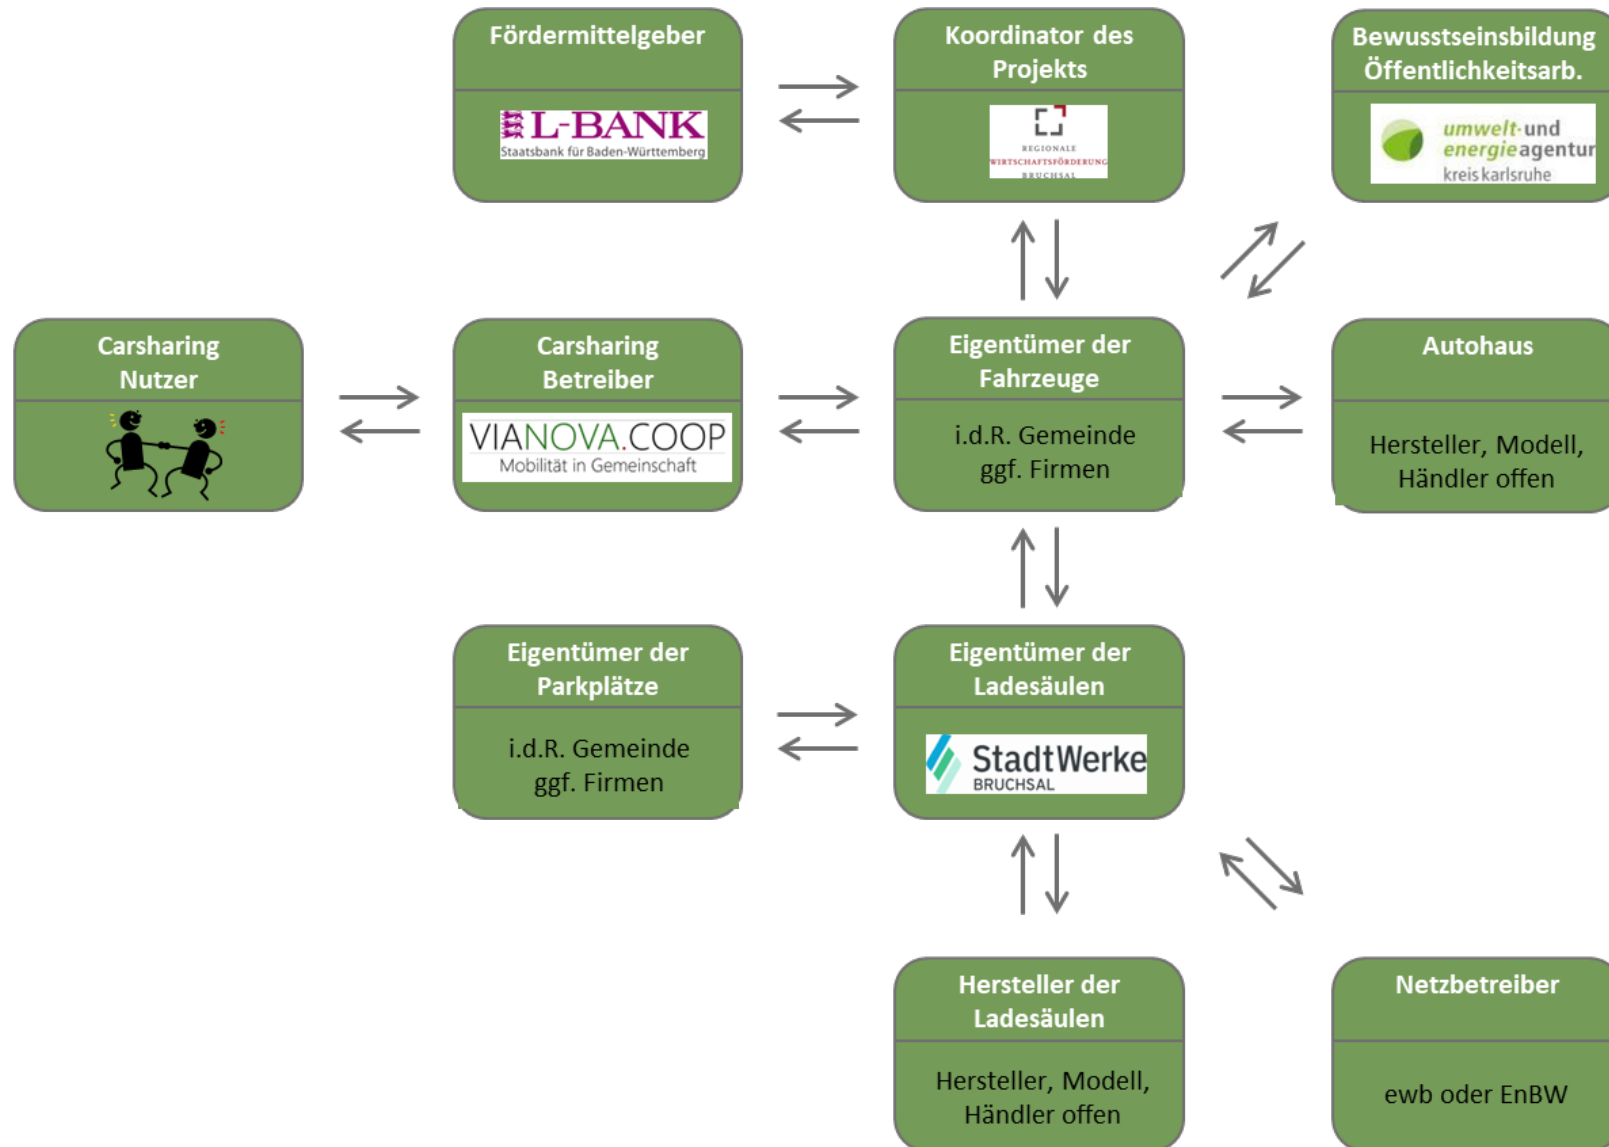 Fördermittelgeber
L-BANK
Staatsbank für Baden-Württemberg
Koordinator des
Projekts
REGIONALE
WIRTSCHAFTSFÖRDERUNG
BRUCHSAL
Bewusstseinsbildung
Öffentlichkeitsarb.
umwelt- und
energieagentur
kreis karlsruhe
Carsharing
Nutzer
Carsharing
Betreiber
VIANOVA.COOP
Mobilität in Gemeinschaft
Eigentümer der
Fahrzeuge
i.d.R. Gemeinde
ggf. Firmen
Autohaus
Hersteller, Modell,
Händler offen
Eigentümer der
Parkplätze
i.d.R. Gemeinde
ggf. Firmen
Eigentümer der
Ladesäulen
StadtWerke
BRUCHSAL
Hersteller der
Ladesäulen
Hersteller, Modell,
Händler offen
Netzbetreiber
ewb oder EnBW